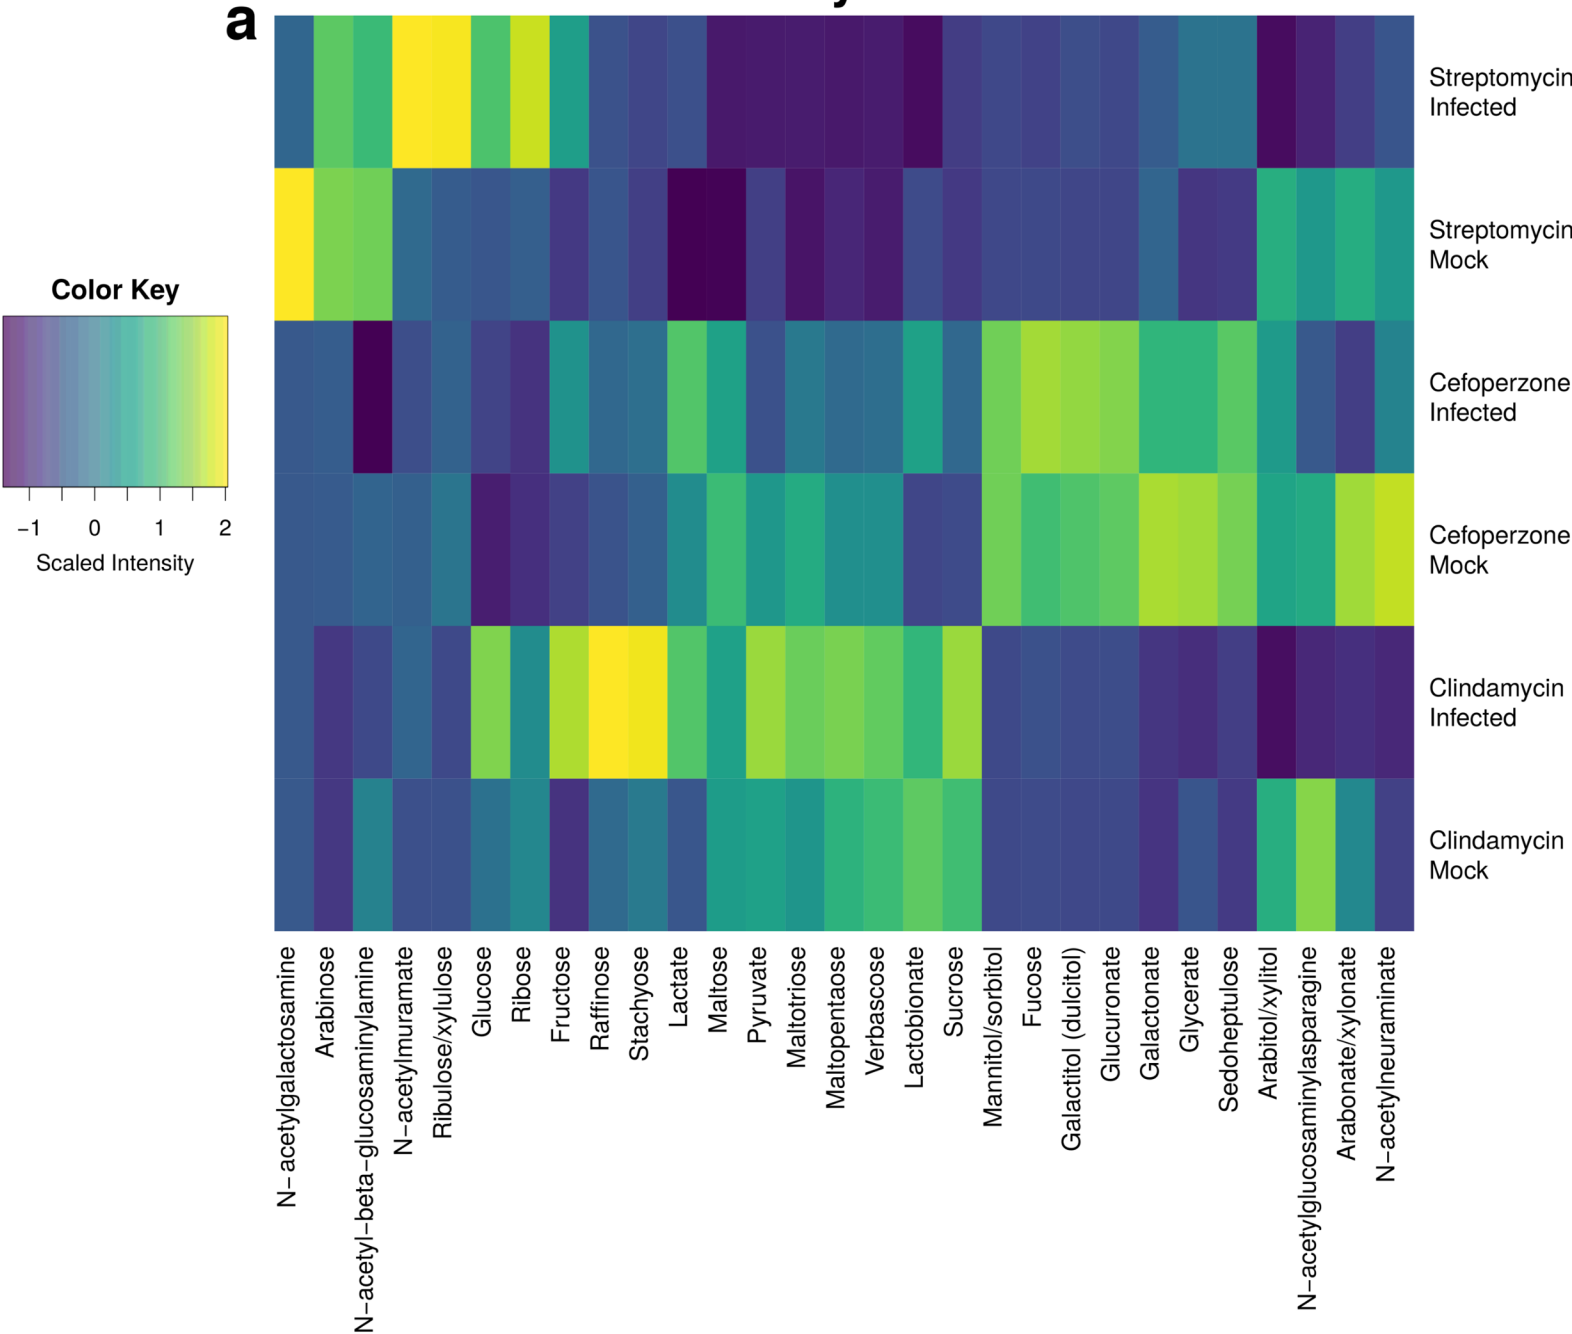 a
Streptomycin
Infected
Streptomycin
Mock
Cefoperzone
Infected
Cefoperzone
Mock
Clindamycin
Infected
Clindamycin
Mock
Color Key
−1 0 1 2
Scaled Intensity
N−acetylgalactosamine
Arabinose
N−acetyl−beta−glucosaminylamine
N−acetylmuramate
Ribulose/xylulose
Glucose
Ribose
Fructose
Raffinose
Stachyose
Lactate
Maltose
Pyruvate
Maltotriose
Maltopentaose
Verbascose
Lactobionate
Sucrose
Mannitol/sorbitol
Fucose
Galactitol (dulcitol)
Glucuronate
Galactonate
Glycerate
Sedoheptulose
Arabitol/xylitol
N−acetylglucosaminylasparagine
Arabonate/xylonate
N−acetylneuraminate